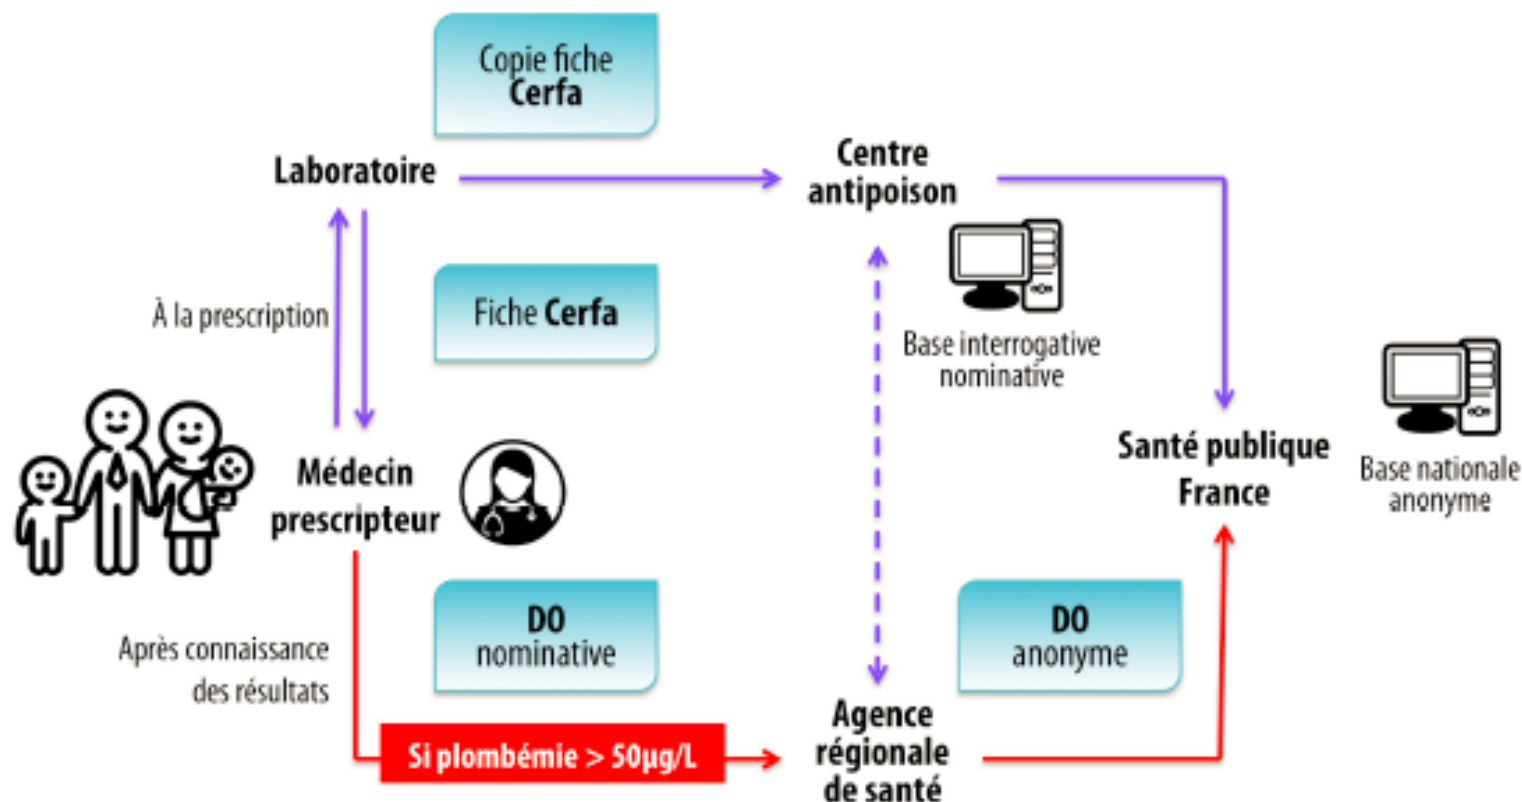 Copie fiche
Cerfa
Laboratoire
Centre
antipoison
À la prescription
Fiche Cerfa
Base interrogative
nominative
Médecin
prescripteur
Santé publique
France
Base nationale
anonyme
Après connaissance
des résultats
DO
nominative
DO
anonyme
Si plombémie > 50µg/L
Agence
régionale
de santé